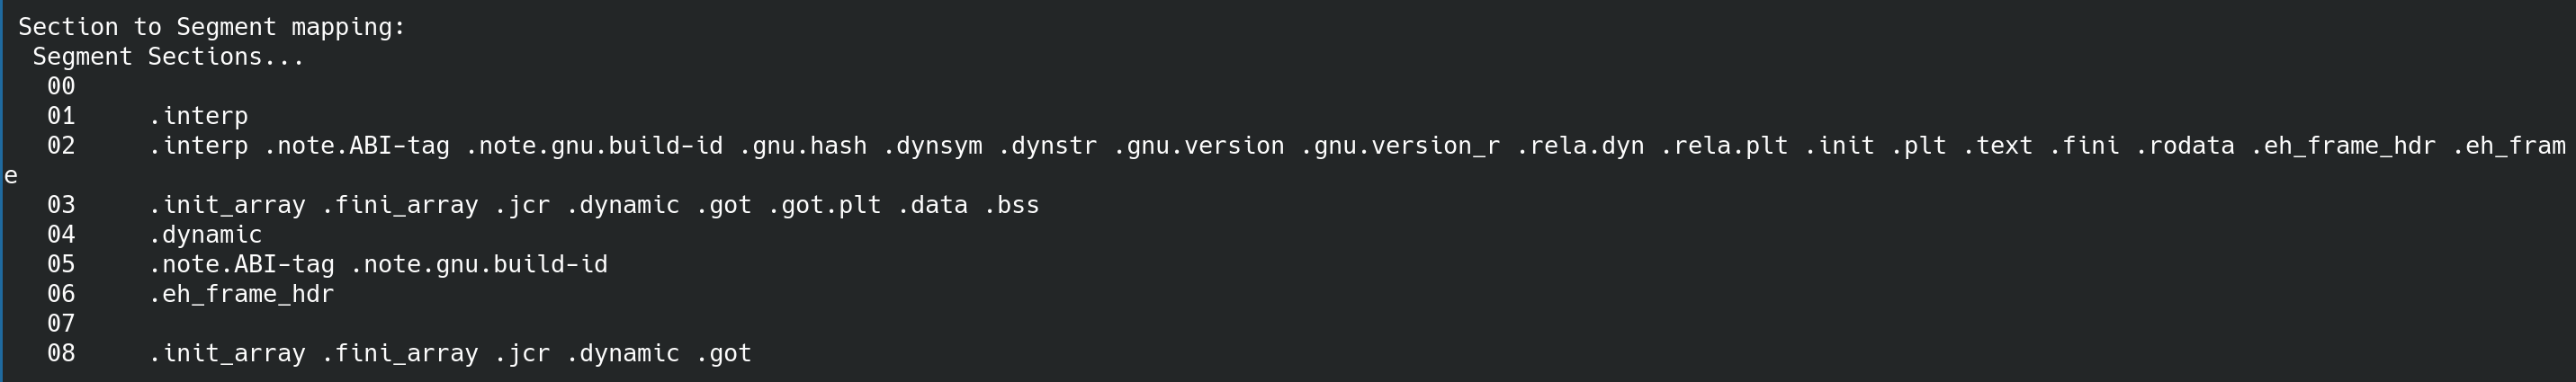 Section to Segment mapping:
Segment Sections...
00
01 .interp
02 .interp .note.ABI-tag .note.gnu.build-id .gnu.hash .dynsym .dynstr .gnu.version .gnu.version_r .rela.dyn .rela.plt .init .plt .text .fini .rodata .eh_frame_hdr .eh_fram
e
03 .init_array .fini_array .jcr .dynamic .got .got.plt .data .bss
04 .dynamic
05 .note.ABI-tag .note.gnu.build-id
06 .eh_frame_hdr
07
08 .init_array .fini_array .jcr .dynamic .got